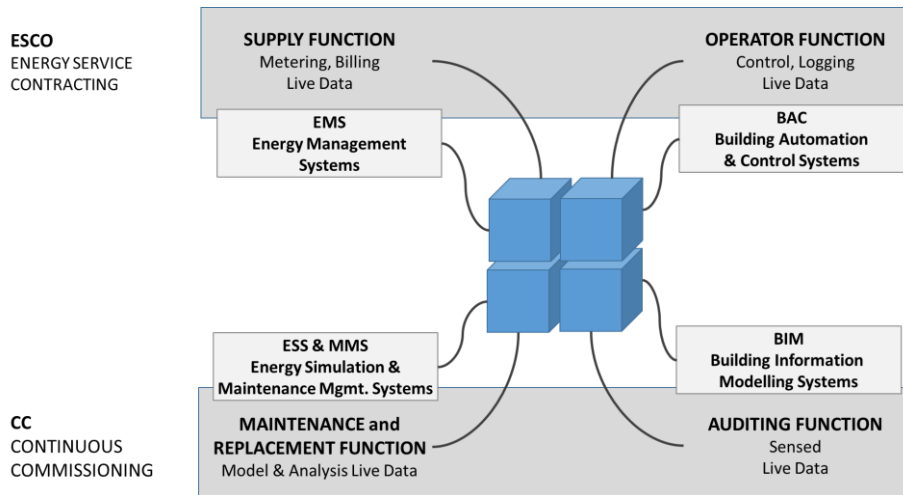 ESCO
ENERGY SERVICE
CONTRACTING
SUPPLY FUNCTION
Metering, Billing
Live Data
OPERATOR FUNCTION
Control, Logging
Live Data
EMS
Energy Management
Systems
BAC
Building Automation
& Control Systems
ESS & MMS
Energy Simulation &
Maintenance Mgmt. Systems
BIM
Building Information
Modelling Systems
CC
CONTINUOUS
COMMISSIONING
MAINTENANCE and
REPLACEMENT FUNCTION
Model & Analysis Live Data
AUDITING FUNCTION
Sensed
Live Data